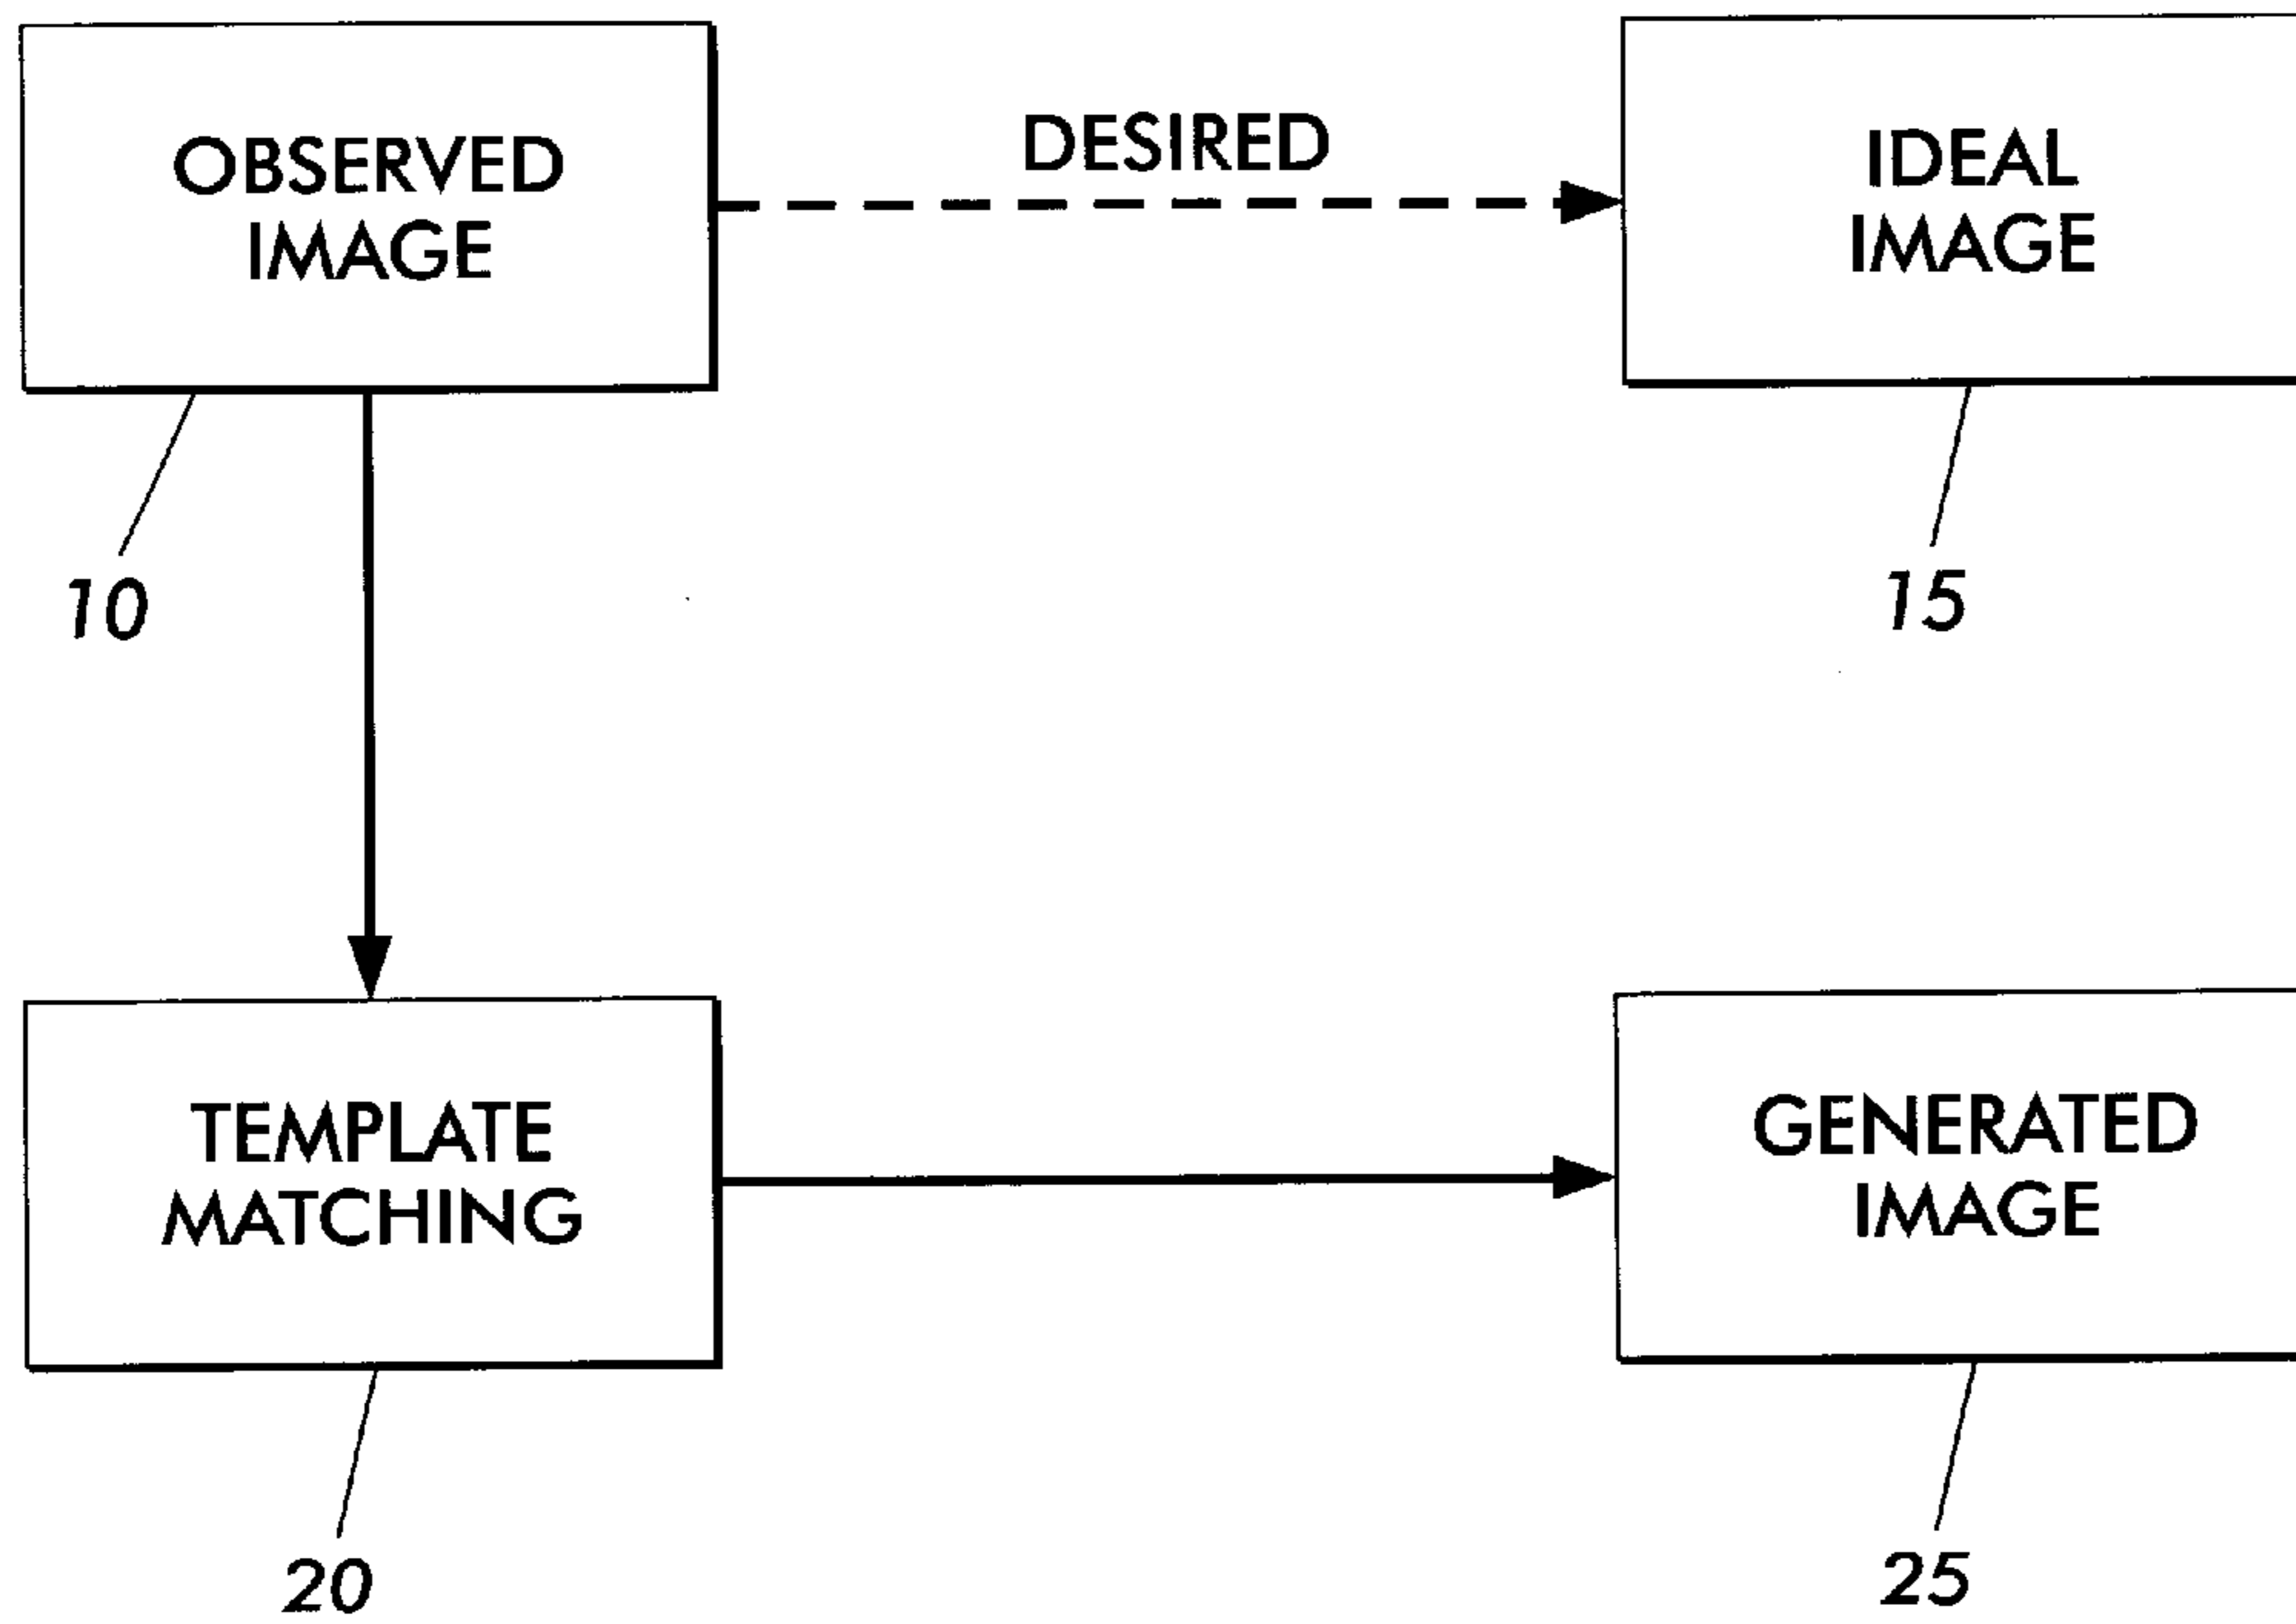 OBSERVED
IMAGE
DESIRED
IDEAL
IMAGE
10
15
TEMPLATE
MATCHING
GENERATED
IMAGE
20
25